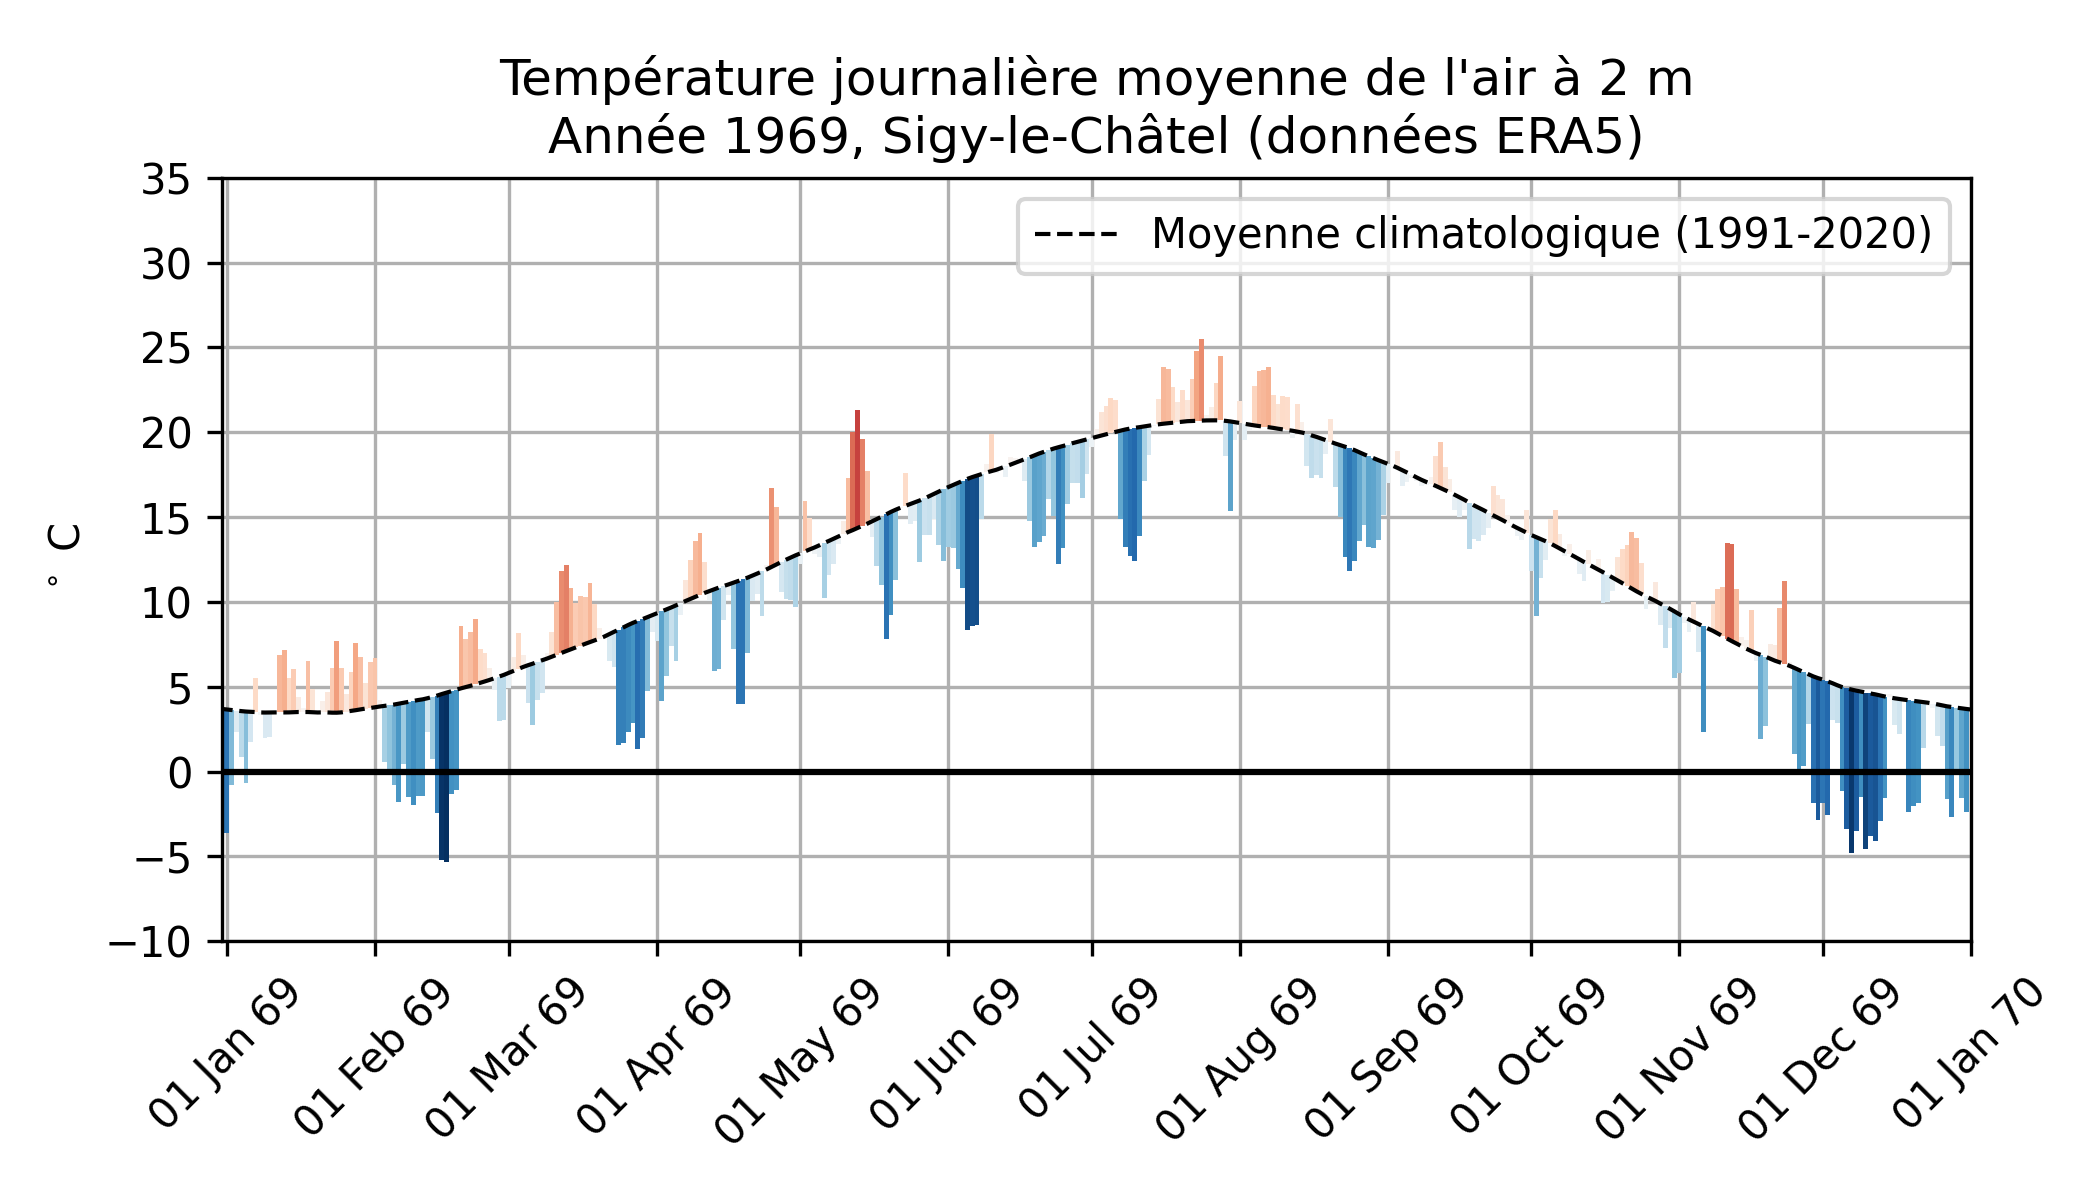 Température journalière moyenne de l'air à 2 m
Année 1969, Sigy-le-Châtel (données ERA5)
Moyenne climatologique (1991-2020)
° C
35
30
25
20
15
10
5
0
−5
−10
01 Jan 69
01 Feb 69
01 Mar 69
01 Apr 69
01 May 69
01 Jun 69
01 Jul 69
01 Aug 69
01 Sep 69
01 Oct 69
01 Nov 69
01 Dec 69
01 Jan 70